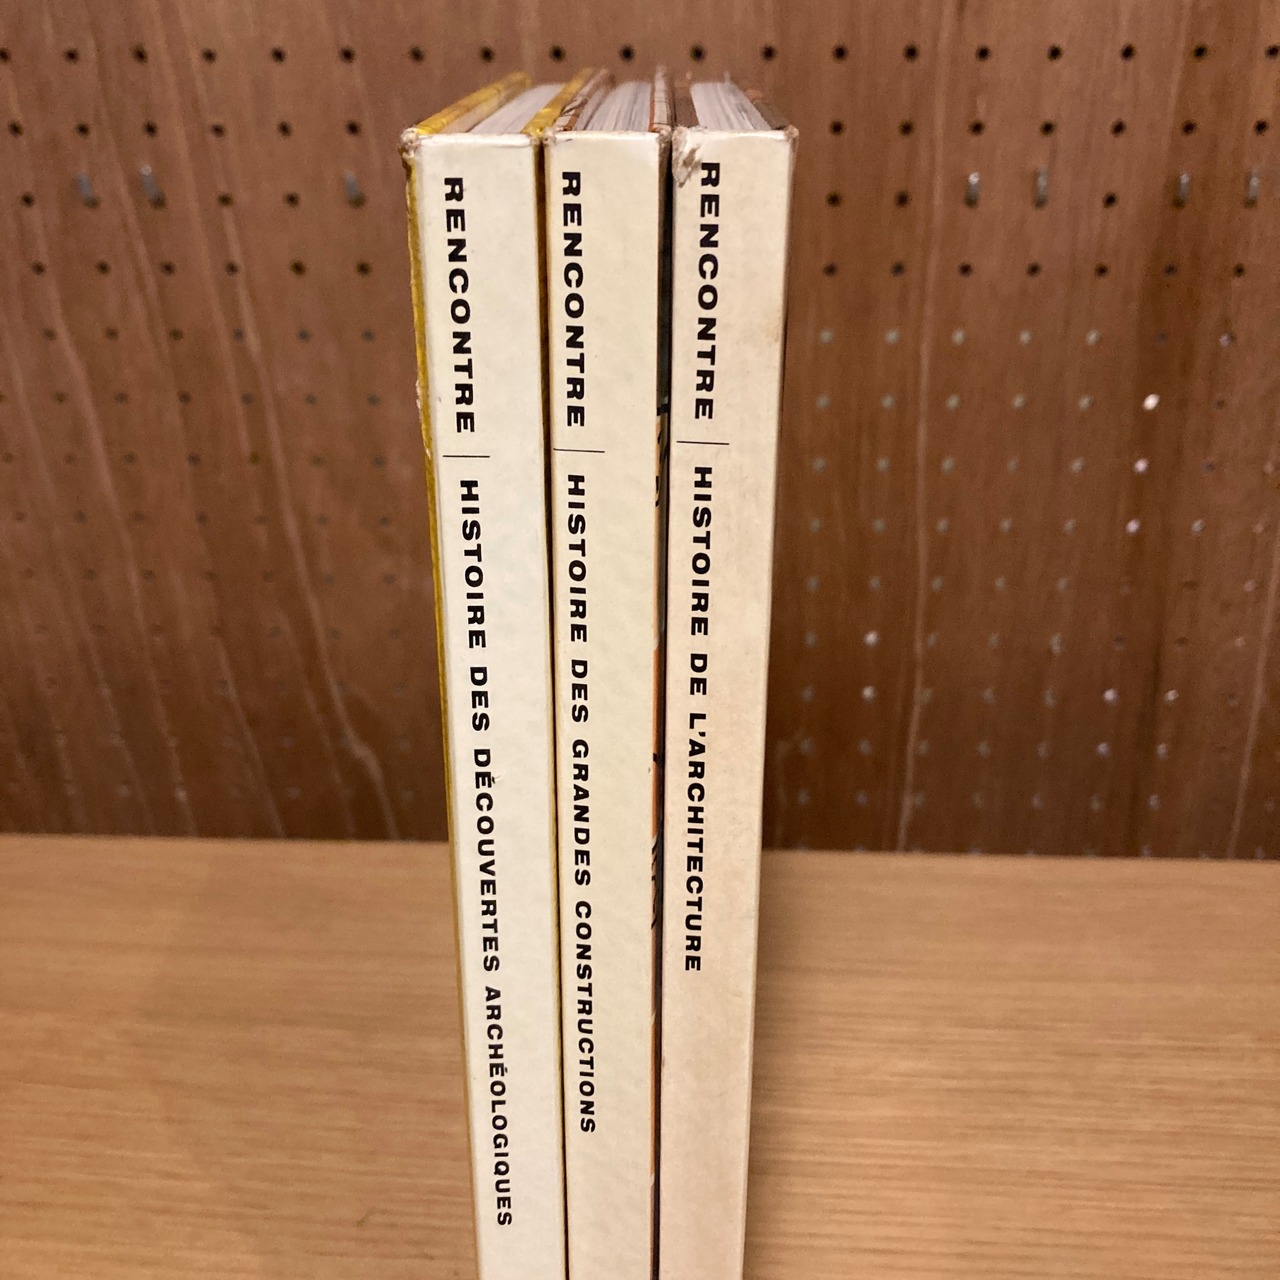 RENCONTRE | HISTOIRE DES DÉCOUVERTES ARCHÉOLOGIQUES
RENCONTRE | HISTOIRE DES GRANDES CONSTRUCTIONS
RENCONTRE | HISTOIRE DE L'ARCHITECTURE